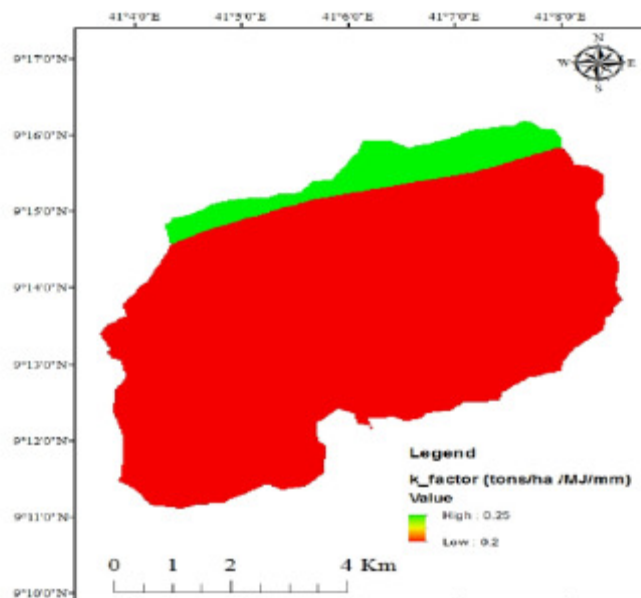 41°4'0"E 41°5'0"E 41°6'0"E 41°7'0"E 41°8'0"E
9°17'0"N
N
W E
S
9°16'0"N
9°15'0"N
9°14'0"N
9°13'0"N
9°12'0"N
Legend
k_factor (tons/ha /MJ/mm)
Value
High : 0.25
9°11'0"N
Low : 0.2
0 1 2 4 Km
9°10'0"N